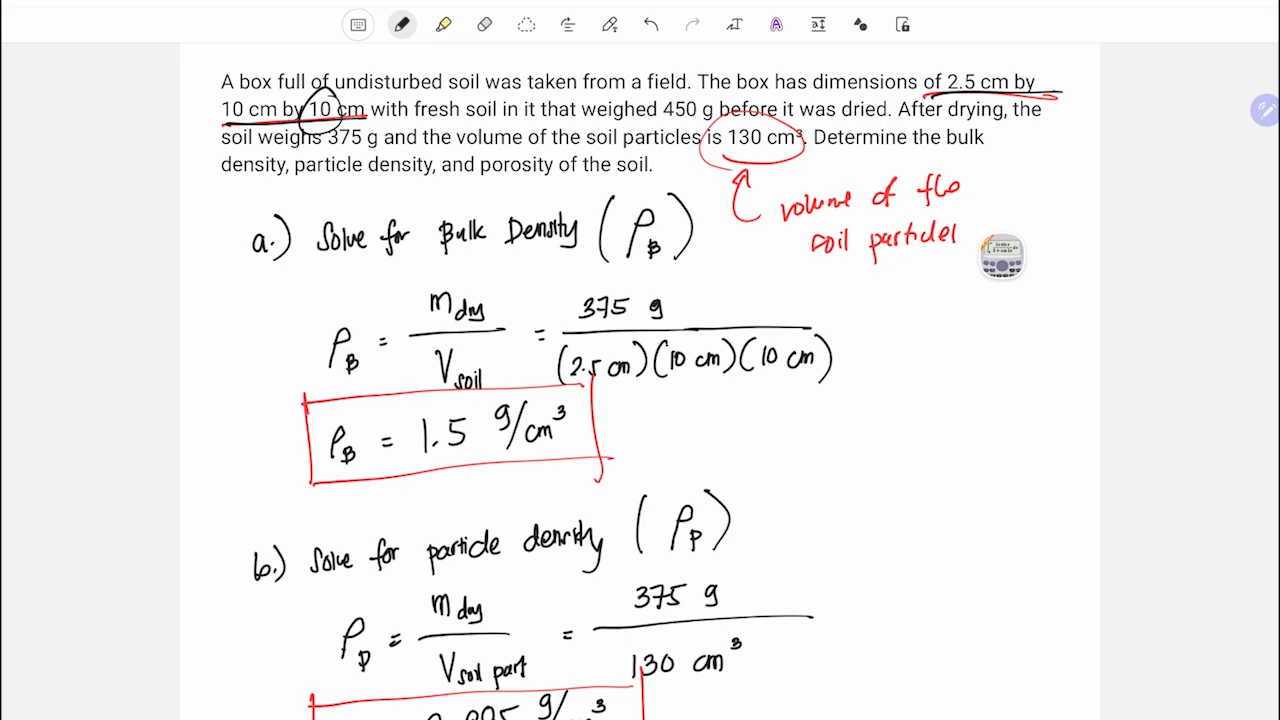 A box full of undisturbed soil was taken from a field. The box has dimensions of 2.5 cm by
10 cm by 10 cm with fresh soil in it that weighed 450 g before it was dried. After drying, the
soil weighs 375 g and the volume of the soil particles is 130 cm³. Determine the bulk
density, particle density, and porosity of the soil.
volume of the
soil particles
a.) Solve for Bulk Density (ρB)
ρB = mdry / Vsoil = 375 g / (2.5 cm)(10 cm)(10 cm)
ρB = 1.5 g/cm³
b.) Solve for particle density (ρp)
ρp = mdry / Vsoil part = 375 g / 130 cm³
g/cm³